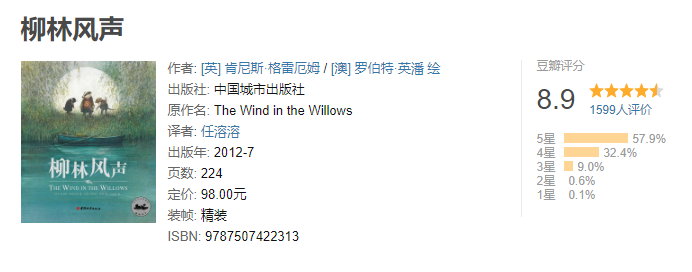 柳林风声
柳林风声
THE WIND IN THE WILLOWS
作者: [英] 肯尼斯·格雷厄姆 / [澳] 罗伯特·英潘 绘
出版社: 中国城市出版社
原作名: The Wind in the Willows
译者: 任溶溶
出版年: 2012-7
页数: 224
定价: 98.00元
装帧: 精装
ISBN: 9787507422313
豆瓣评分
8.9
1599人评价
5星 57.9%
4星 32.4%
3星 9.0%
2星 0.6%
1星 0.1%